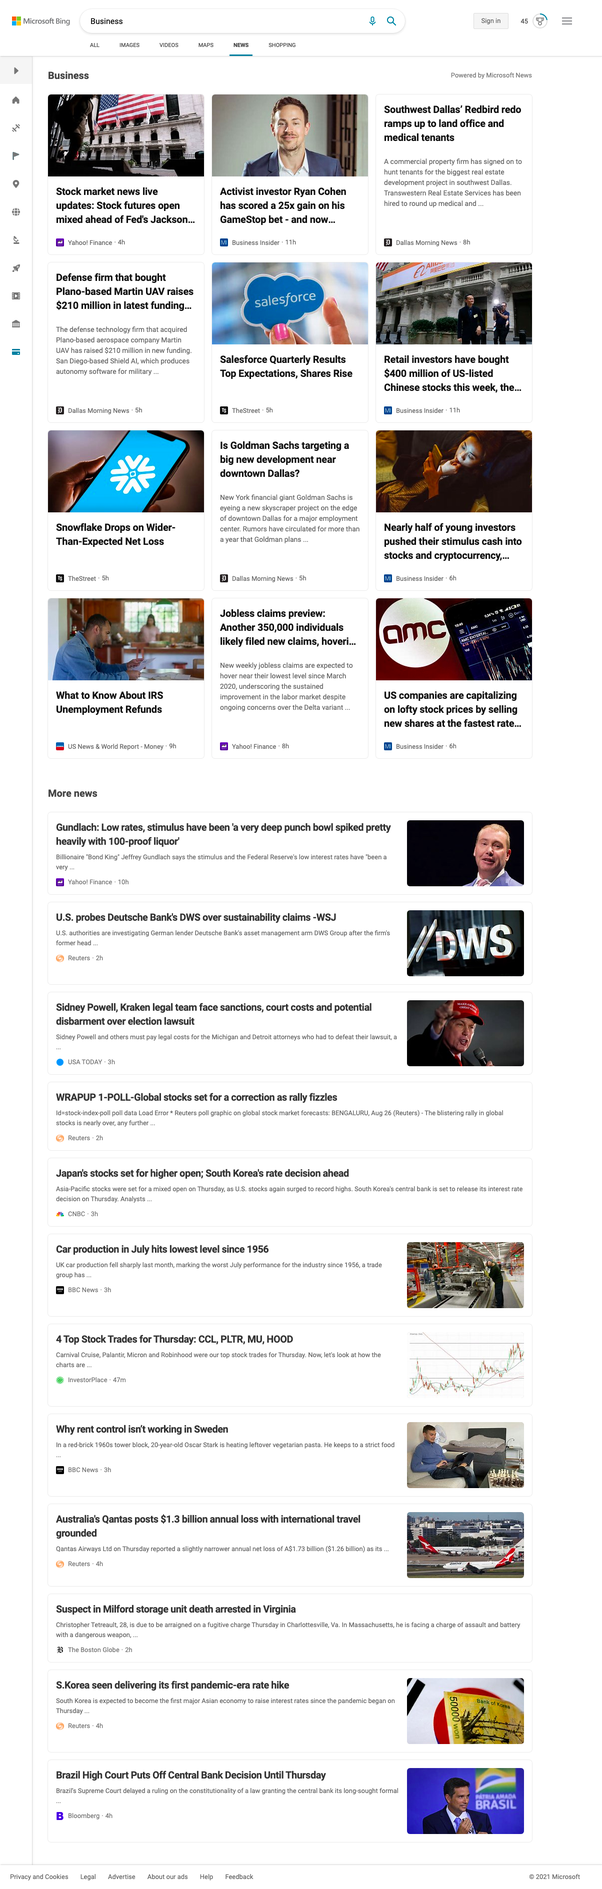 Microsoft Bing
Business
Sign in
45
ALL
IMAGES
VIDEOS
MAPS
NEWS
SHOPPING
Business
Powered by Microsoft News
Stock market news live
updates: Stock futures open
mixed ahead of Fed's Jackson...
Yahoo! Finance · 4h
Activist investor Ryan Cohen
has scored a 25x gain on his
GameStop bet - and now...
Business Insider · 11h
Southwest Dallas' Redbird redo
ramps up to land office and
medical tenants
A commercial property firm has signed on to
hunt tenants for the biggest real estate
development project in southwest Dallas.
Transwestern Real Estate Services has been
hired to round up medical and ...
Dallas Morning News · 8h
Defense firm that bought
Plano-based Martin UAV raises
$210 million in latest funding...
The defense technology firm that acquired
Plano-based aerospace company Martin
UAV has raised $210 million in new funding.
San Diego-based Shield AI, which produces
autonomy software for military ...
Dallas Morning News · 5h
salesforce
Salesforce Quarterly Results
Top Expectations, Shares Rise
TheStreet · 5h
Retail investors have bought
$400 million of US-listed
Chinese stocks this week, the...
Business Insider · 11h
Snowflake Drops on Wider-
Than-Expected Net Loss
TheStreet · 5h
Is Goldman Sachs targeting a
big new development near
downtown Dallas?
New York financial giant Goldman Sachs is
eyeing a new skyscraper project on the edge
of downtown Dallas for a major employment
center. Rumors have circulated for more than
a year that Goldman plans ...
Dallas Morning News · 5h
Nearly half of young investors
pushed their stimulus cash into
stocks and cryptocurrency,...
Business Insider · 6h
What to Know About IRS
Unemployment Refunds
US News & World Report - Money · 9h
Jobless claims preview:
Another 350,000 individuals
likely filed new claims, hoveri...
New weekly jobless claims are expected to
hover near their lowest level since March
2020, underscoring the sustained
improvement in the labor market despite
ongoing concerns over the Delta variant ...
Yahoo! Finance · 8h
amc
US companies are capitalizing
on lofty stock prices by selling
new shares at the fastest rate...
Business Insider · 6h
More news
Gundlach: Low rates, stimulus have been 'a very deep punch bowl spiked pretty
heavily with 100-proof liquor'
Billionaire "Bond King" Jeffrey Gundlach says the stimulus and the Federal Reserve's low interest rates have "been a
very ...
Yahoo! Finance · 10h
U.S. probes Deutsche Bank's DWS over sustainability claims -WSJ
U.S. authorities are investigating German lender Deutsche Bank's asset management arm DWS Group after the firm's
former head ...
Reuters · 2h
DWS
Sidney Powell, Kraken legal team face sanctions, court costs and potential
disbarment over election lawsuit
Sidney Powell and others must pay legal costs for the Michigan and Detroit attorneys who had to defeat their lawsuit, a
...
USA TODAY · 3h
WRAPUP 1-POLL-Global stocks set for a correction as rally fizzles
Id=stock-index-poll poll data Load Error * Reuters poll graphic on global stock market forecasts: BENGALURU, Aug 26 (Reuters) - The blistering rally in global
stocks is nearly over, any further ...
Reuters · 2h
Japan's stocks set for higher open; South Korea's rate decision ahead
Asia-Pacific stocks were set for a mixed open on Thursday, as U.S. stocks again surged to record highs. South Korea's central bank is set to release its interest rate
decision on Thursday. Analysts ...
CNBC · 3h
Car production in July hits lowest level since 1956
UK car production fell sharply last month, marking the worst July performance for the industry since 1956, a trade
group has ...
BBC News · 3h
4 Top Stock Trades for Thursday: CCL, PLTR, MU, HOOD
Carnival Cruise, Palantir, Micron and Robinhood were our top stock trades for Thursday. Now, let's look at how the
charts are ...
InvestorPlace · 47m
Why rent control isn't working in Sweden
In a red-brick 1960s tower block, 20-year-old Oscar Stark is heating leftover vegetarian pasta. He keeps to a strict food
...
BBC News · 3h
Australia's Qantas posts $1.3 billion annual loss with international travel
grounded
Qantas Airways Ltd on Thursday reported a slightly narrower annual net loss of A$1.73 billion ($1.26 billion) as its ...
Reuters · 4h
Suspect in Milford storage unit death arrested in Virginia
Christopher Tetreault, 28, is due to be arraigned on a fugitive charge Thursday in Charlottesville, Va. In Massachusetts, he is facing a charge of assault and battery
with a dangerous weapon, ...
The Boston Globe · 2h
S.Korea seen delivering its first pandemic-era rate hike
South Korea is expected to become the first major Asian economy to raise interest rates since the pandemic began on
Thursday ...
Reuters · 4h
Bank of Korea
50000 won
Brazil High Court Puts Off Central Bank Decision Until Thursday
Brazil's Supreme Court delayed a ruling on the constitutionality of a law granting the central bank its long-sought formal
...
Bloomberg · 4h
PÁTRIA AMADA
BRASIL
Privacy and Cookies
Legal
Advertise
About our ads
Help
Feedback
© 2021 Microsoft